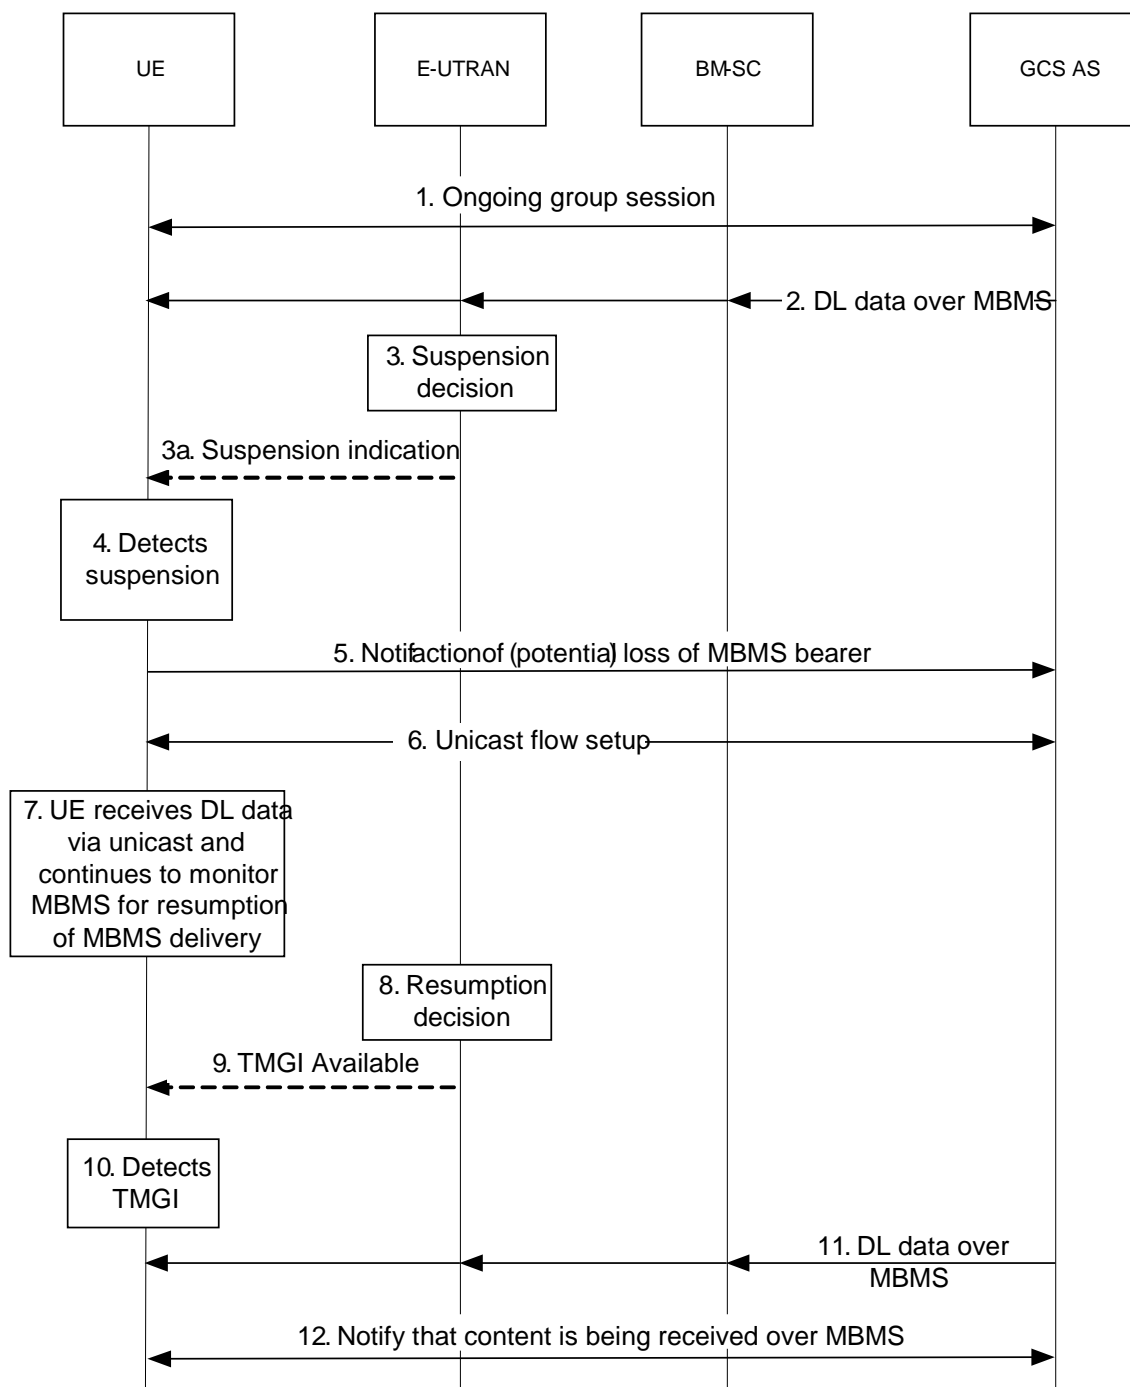 UE
E-UTRAN
BM-SC
GCS AS
1. Ongoing group session
2. DL data over MBMS
3. Suspension
decision
3a. Suspension indication
4. Detects
suspension
5. Notifactionof (potential) loss of MBMS bearer
6. Unicast flow setup
7. UE receives DL data
via unicast and
continues to monitor
MBMS for resumption
of MBMS delivery
8. Resumption
decision
9. TMGI Available
10. Detects
TMGI
11. DL data over
MBMS
12. Notify that content is being received over MBMS